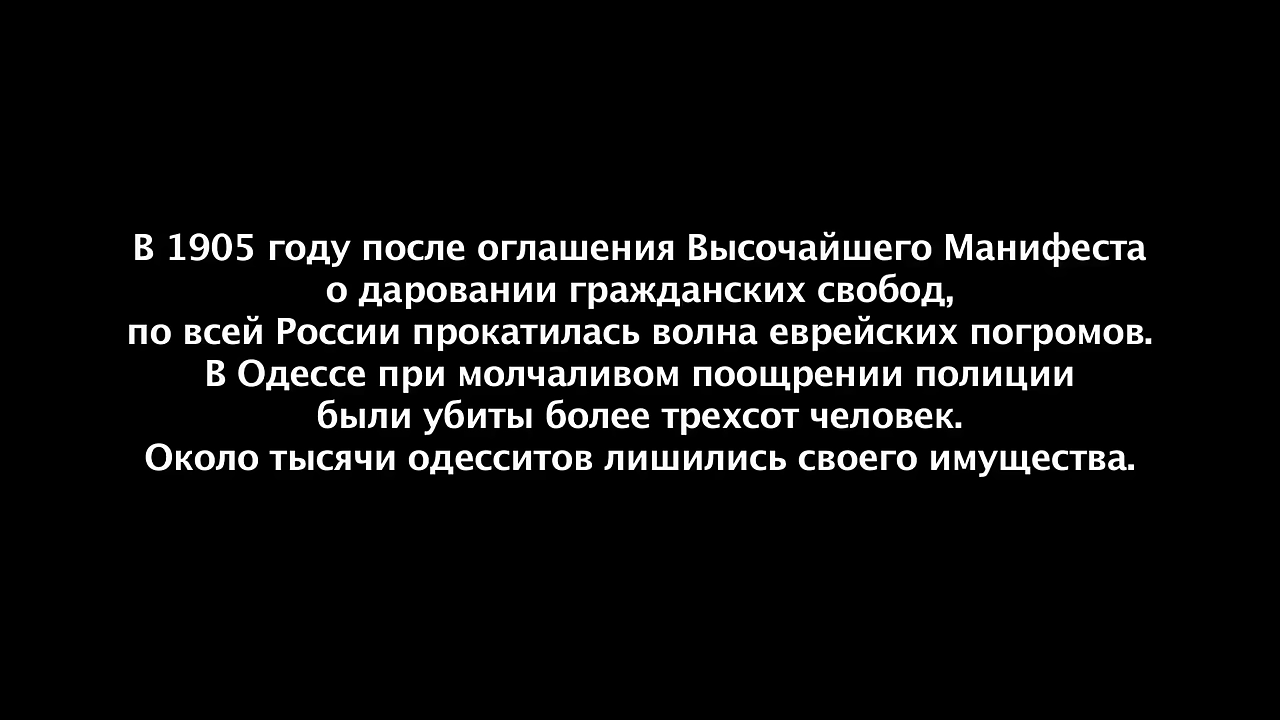 В 1905 году после оглашения Высочайшего Манифеста
о даровании гражданских свобод,
по всей России прокатилась волна еврейских погромов.
В Одессе при молчаливом поощрении полиции
были убиты более трехсот человек.
Около тысячи одесситов лишились своего имущества.